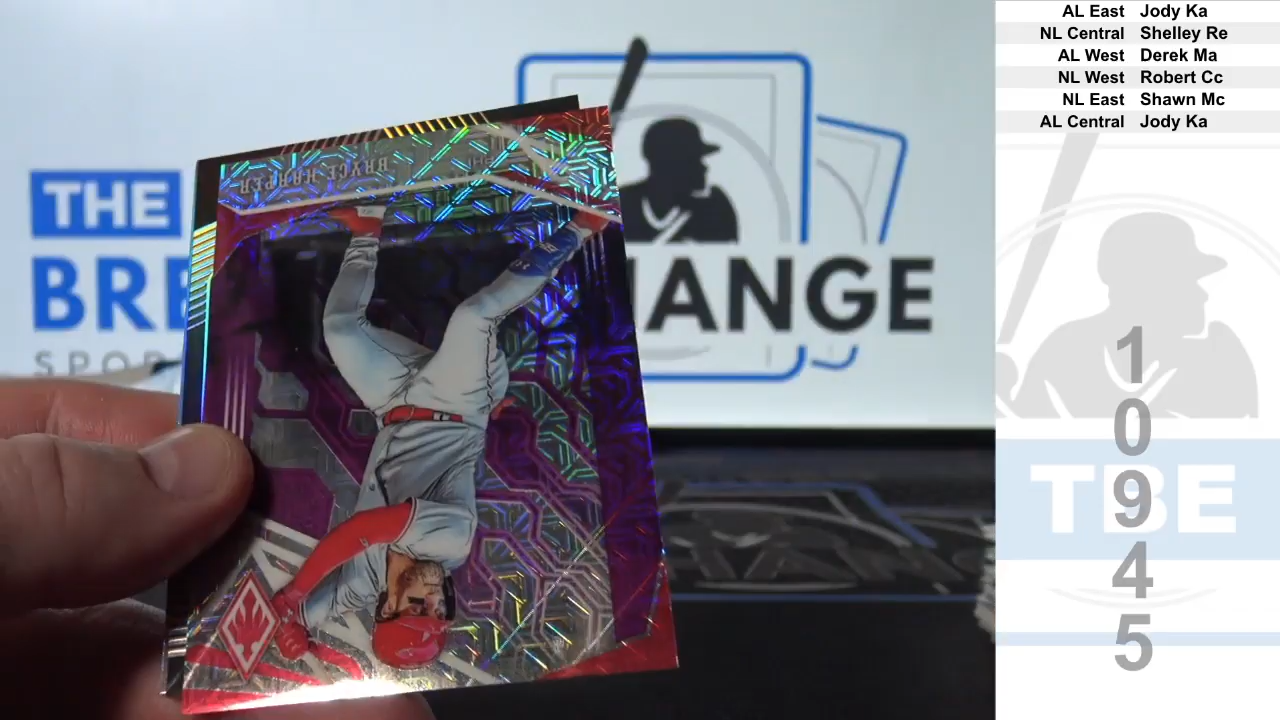 AL East Jody Ka
NL Central Shelley Re
AL West Derek Ma
NL West Robert Cc
NL East Shawn Mc
AL Central Jody Ka
THE
BRE
HANGE
SPOR
BRYCE HARPER
TBE
1
0
9
4
5